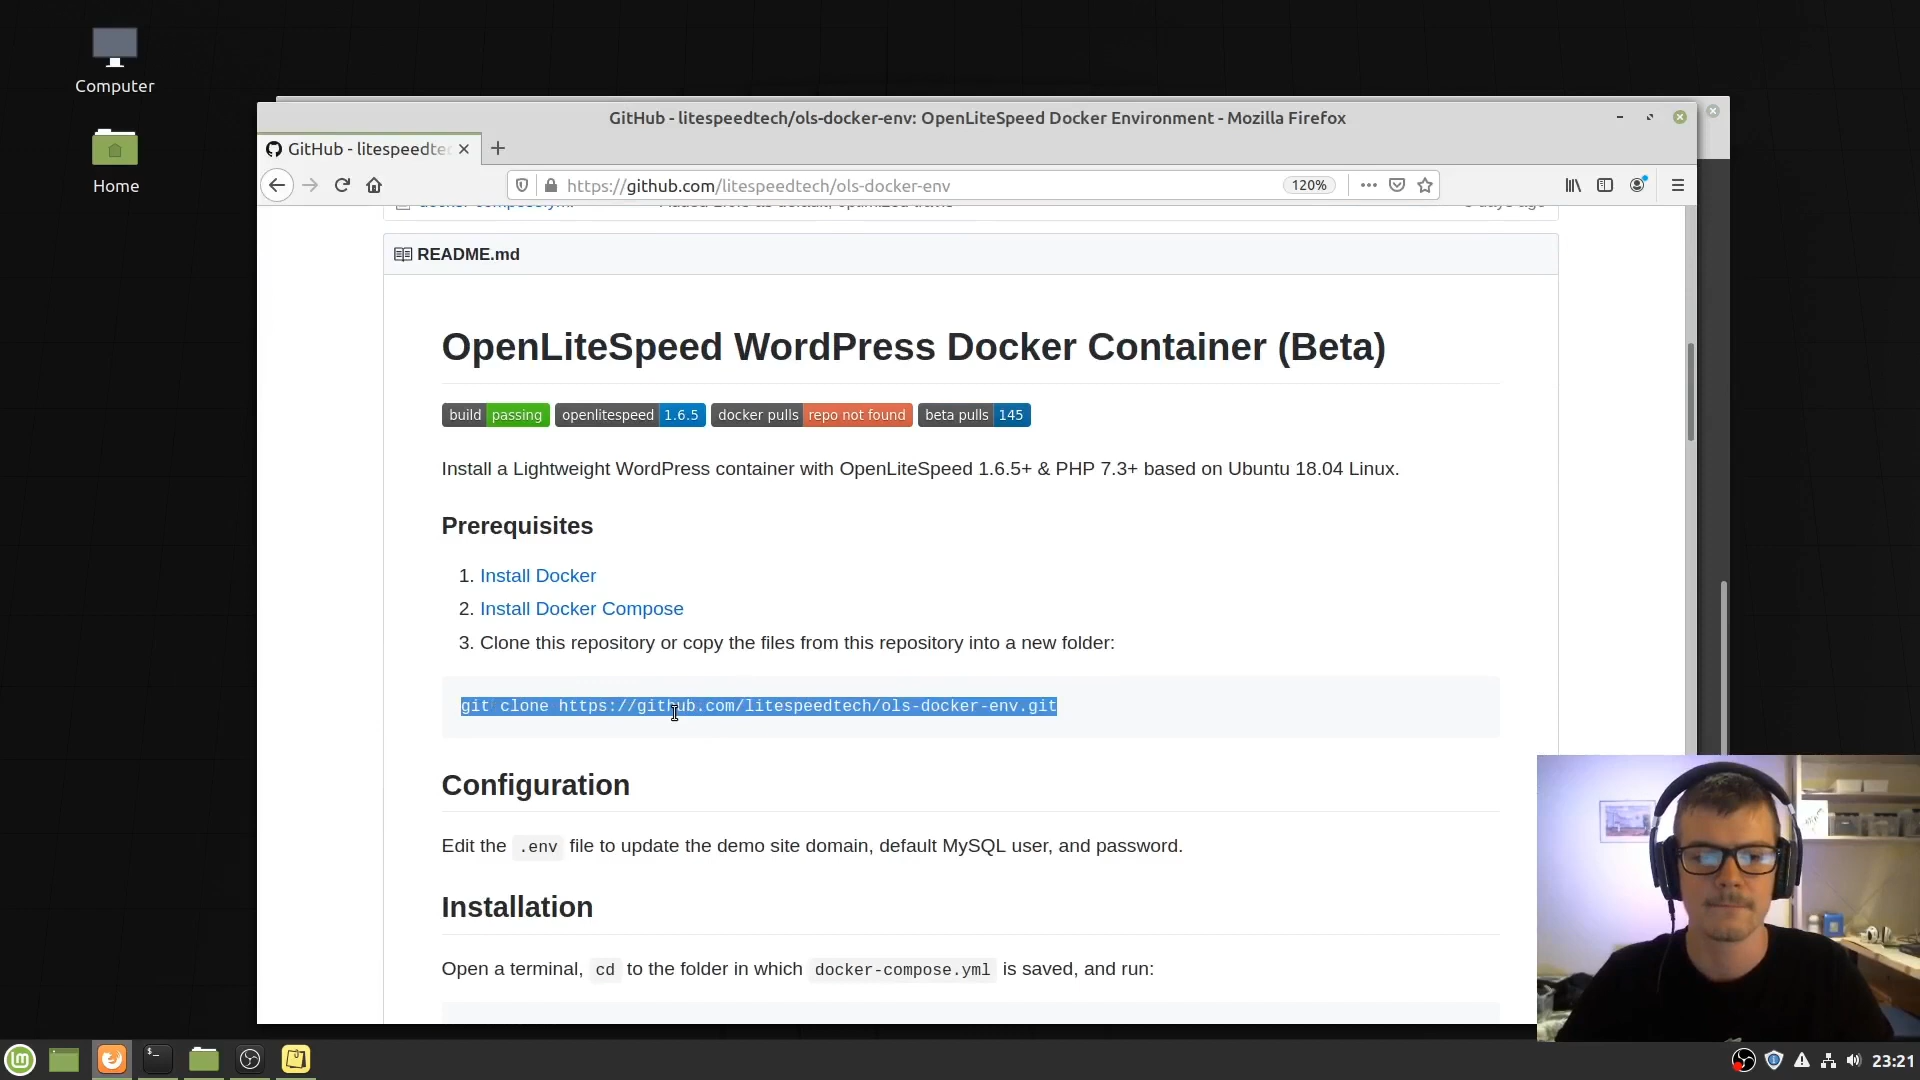 Computer
Home
GitHub - litespeedtech/ols-docker-env: OpenLiteSpeed Docker Environment - Mozilla Firefox
GitHub - litespeedtec
https://github.com/litespeedtech/ols-docker-env
120%
README.md
OpenLiteSpeed WordPress Docker Container (Beta)
build passing openlitespeed 1.6.5 docker pulls repo not found beta pulls 145
Install a Lightweight WordPress container with OpenLiteSpeed 1.6.5+ & PHP 7.3+ based on Ubuntu 18.04 Linux.
Prerequisites
1. Install Docker
2. Install Docker Compose
3. Clone this repository or copy the files from this repository into a new folder:
git clone https://github.com/litespeedtech/ols-docker-env.git
Configuration
Edit the .env file to update the demo site domain, default MySQL user, and password.
Installation
Open a terminal, cd to the folder in which docker-compose.yml is saved, and run:
23:21